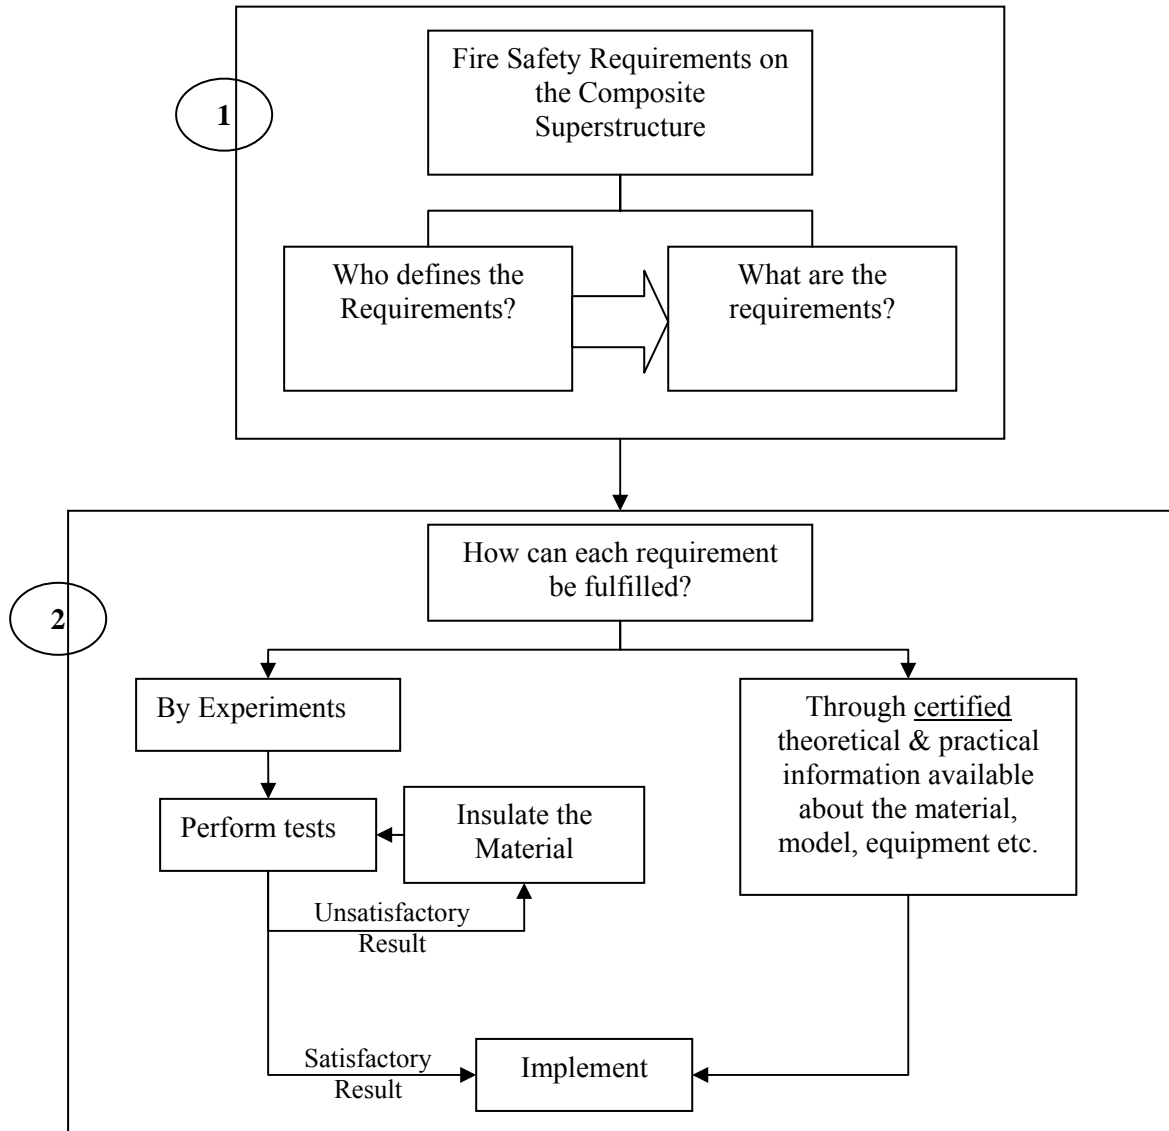 Fire Safety Requirements on
the Composite
Superstructure
1
Who defines the
Requirements?
What are the
requirements?
How can each requirement
be fulfilled?
2
By Experiments
Through certified
theoretical & practical
information available
about the material,
model, equipment etc.
Perform tests
Insulate the
Material
Unsatisfactory
Result
Satisfactory
Result
Implement